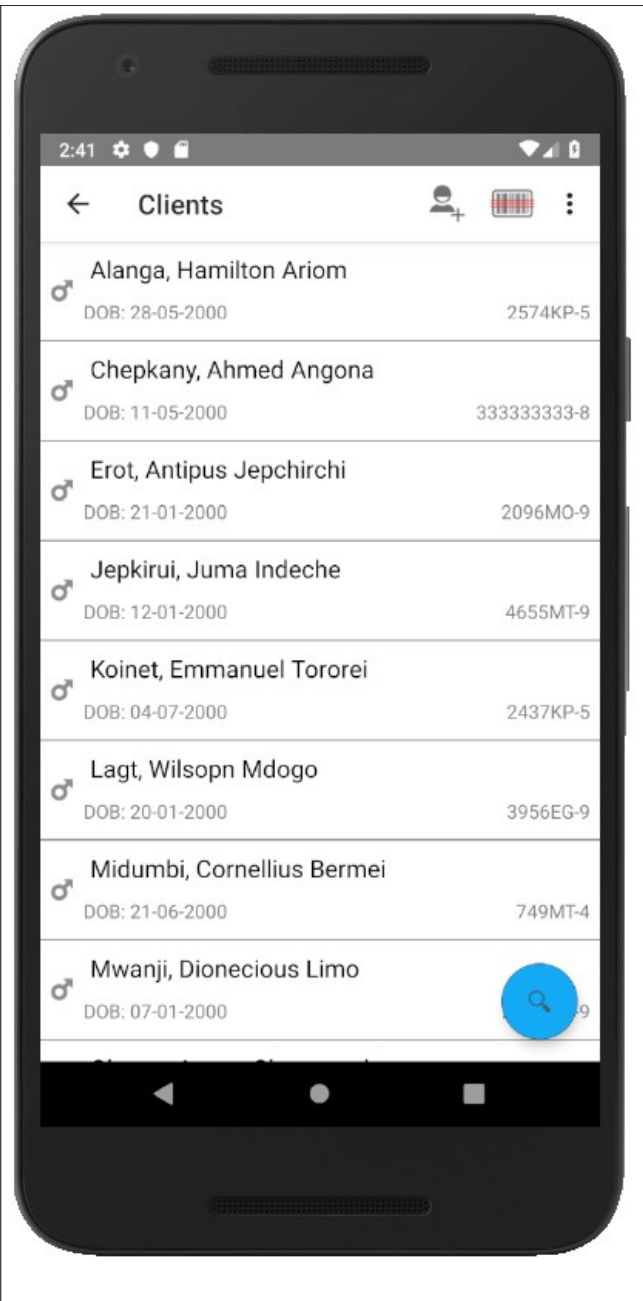 2:41
Clients
Alanga, Hamilton Ariom
DOB: 28-05-2000 2574KP-5
Chepkany, Ahmed Angona
DOB: 11-05-2000 333333333-8
Erot, Antipus Jepchirchi
DOB: 21-01-2000 2096MO-9
Jepkirui, Juma Indeche
DOB: 12-01-2000 4655MT-9
Koinet, Emmanuel Tororei
DOB: 04-07-2000 2437KP-5
Lagt, Wilsopn Mdogo
DOB: 20-01-2000 3956EG-9
Midumbi, Cornellius Bermei
DOB: 21-06-2000 749MT-4
Mwanji, Dionecious Limo
DOB: 07-01-2000